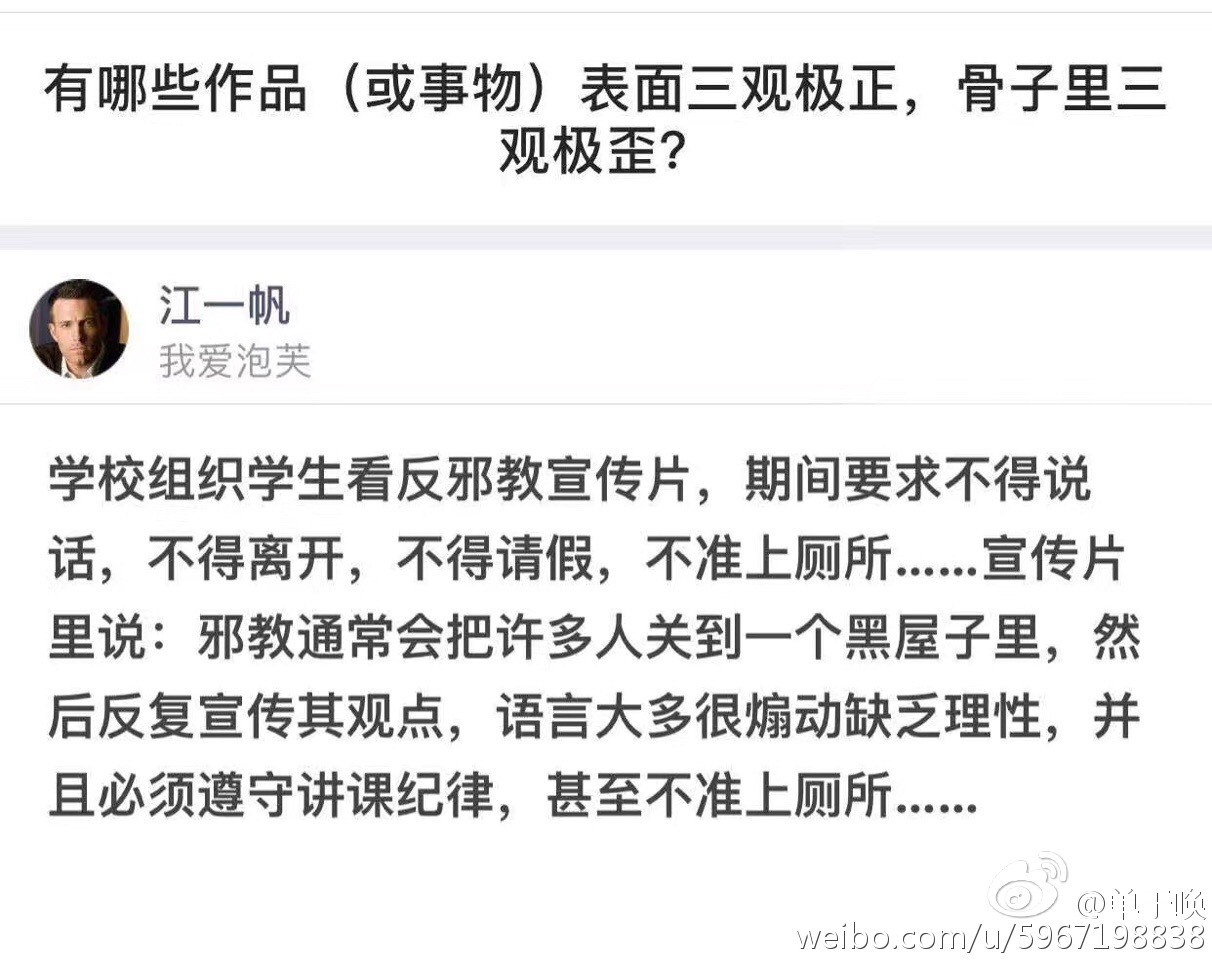 有哪些作品（或事物）表面三观极正，骨子里三
观极歪？
江一帆
我爱泡芙
学校组织学生看反邪教宣传片，期间要求不得说
话，不得离开，不得请假，不准上厕所……宣传片
里说：邪教通常会把许多人关到一个黑屋子里，然
后反复宣传其观点，语言大多很煽动缺乏理性，并
且必须遵守讲课纪律，甚至不准上厕所……
@单于唤
weibo.com/u/5967198838